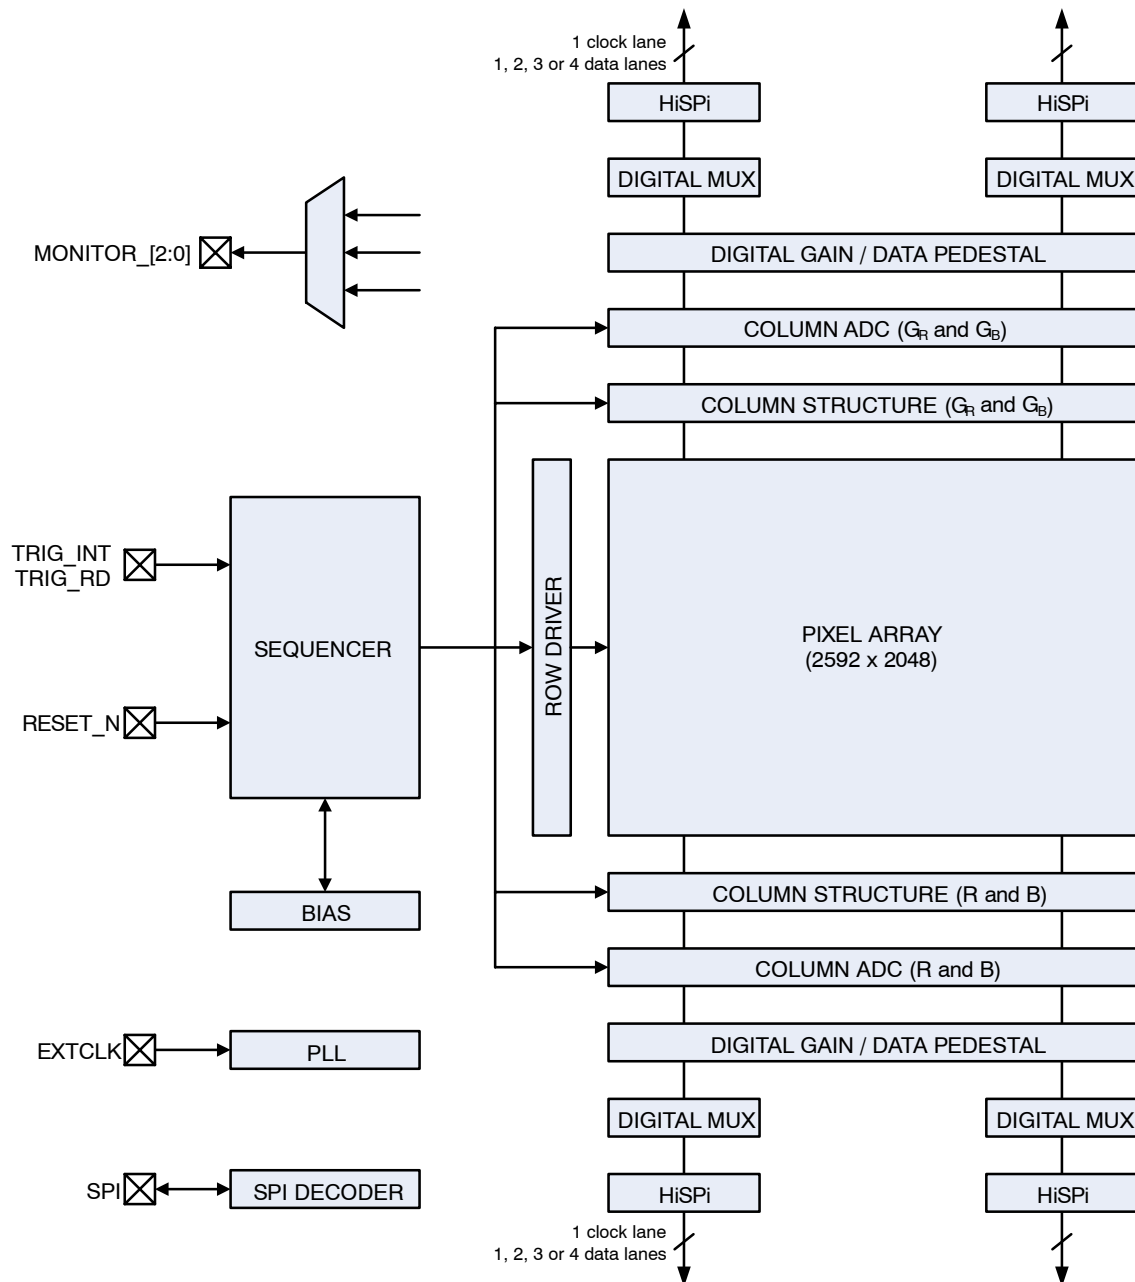 1 clock lane
1, 2, 3 or 4 data lanes
HiSPi
HiSPi
DIGITAL MUX
DIGITAL MUX
MONITOR_[2:0]
DIGITAL GAIN / DATA PEDESTAL
COLUMN ADC (GR and GB)
COLUMN STRUCTURE (GR and GB)
TRIG_INT
TRIG_RD
SEQUENCER
ROW DRIVER
PIXEL ARRAY
(2592 x 2048)
RESET_N
BIAS
COLUMN STRUCTURE (R and B)
COLUMN ADC (R and B)
EXTCLK
PLL
DIGITAL GAIN / DATA PEDESTAL
DIGITAL MUX
DIGITAL MUX
SPI
SPI DECODER
HiSPi
HiSPi
1 clock lane
1, 2, 3 or 4 data lanes